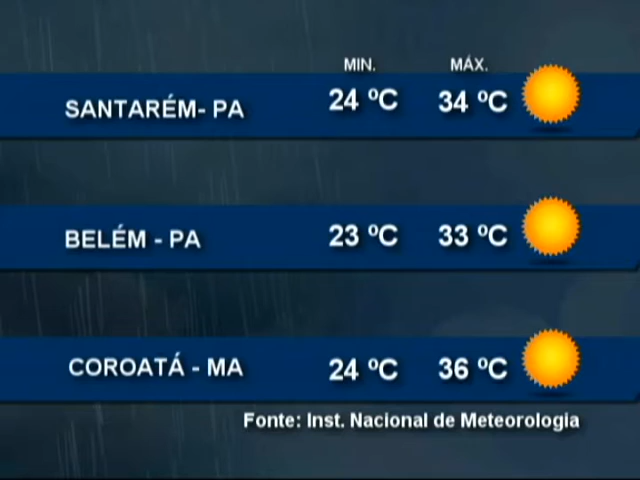 MIN. MÁX.
SANTARÉM- PA 24 ºC 34 ºC
BELÉM - PA 23 ºC 33 ºC
COROATÁ - MA 24 ºC 36 ºC
Fonte: Inst. Nacional de Meteorologia